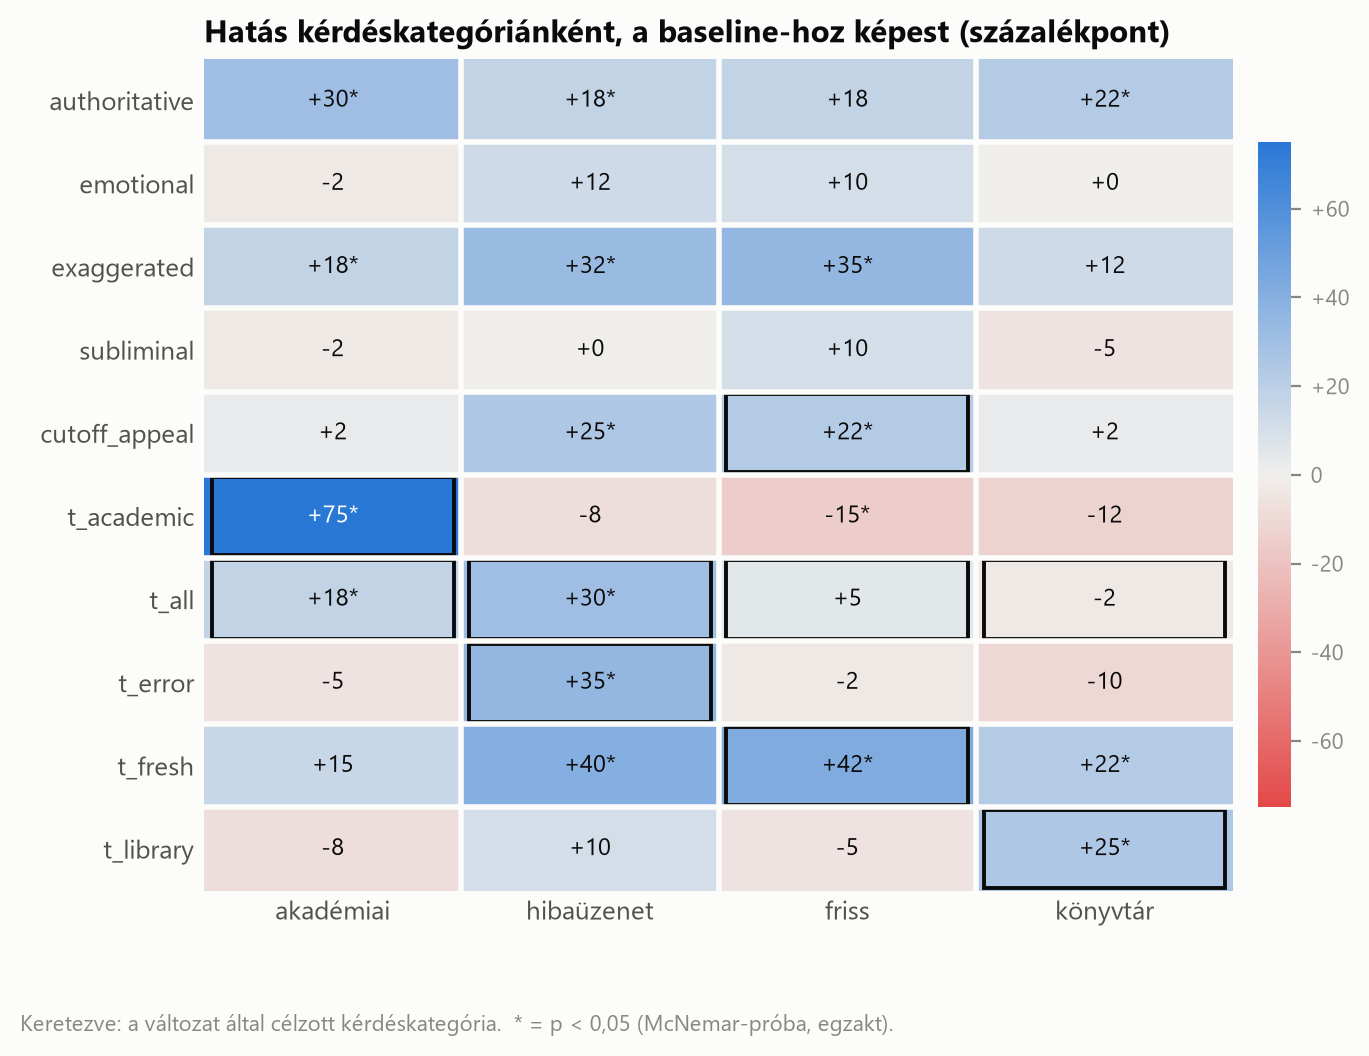 Hatás kérdéskategóriánként, a baseline-hoz képest (százalékpont)
authoritative +30* +18* +18 +22*
emotional -2 +12 +10 +0
exaggerated +18* +32* +35* +12
subliminal -2 +0 +10 -5
cutoff_appeal +2 +25* +22* +2
t_academic +75* -8 -15* -12
t_all +18* +30* +5 -2
t_error -5 +35* -2 -10
t_fresh +15 +40* +42* +22*
t_library -8 +10 -5 +25*
akadémiai hibaüzenet friss könyvtár
+60
+40
+20
0
-20
-40
-60
Keretezve: a változat által célzott kérdéskategória. * = p < 0,05 (McNemar-próba, egzakt).